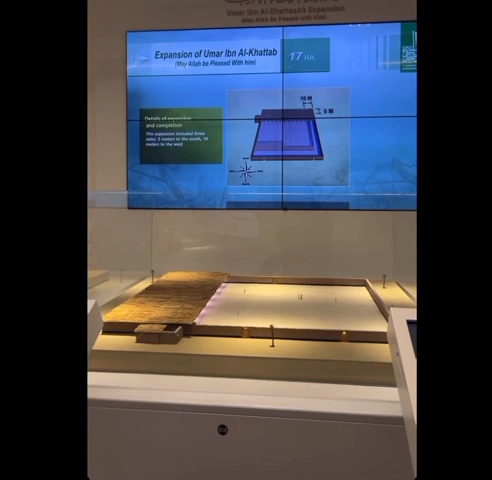 Umar Ibn Al-Khattab's Expansion
(May Allah be Pleased with him)
Expansion of Umar Ibn Al-Khattab
(May Allah be Pleased With him)
17 HA
10 M
5 M
Details of expansion
and completion
This expansion included three
sides; 5 meters to the south, 10
meters to the west